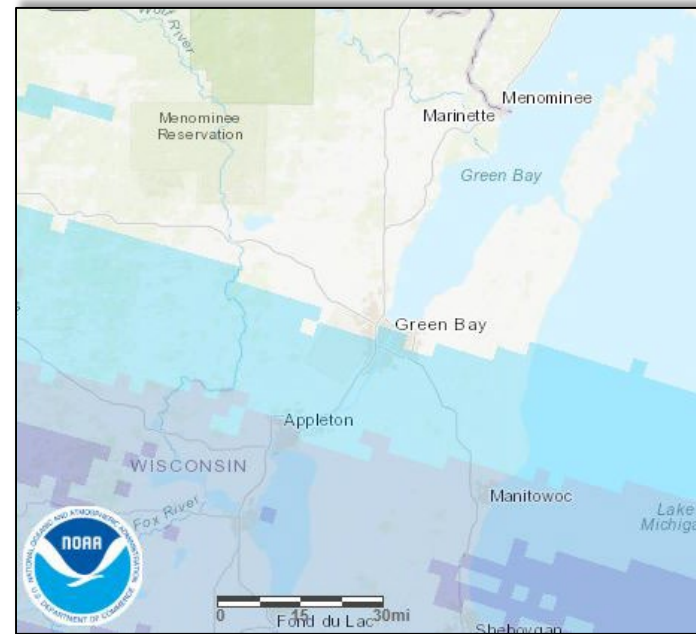 Wolf River
Menominee
Reservation
Menominee
Marinette
Green Bay
Green Bay
Appleton
WISCONSIN
Fox River
Manitowoc
Lake
NATIONAL OCEANIC AND ATMOSPHERIC ADMINISTRATION
NOAA
U.S. DEPARTMENT OF COMMERCE
0 15 30mi
Fond du Lac
Sheboygan